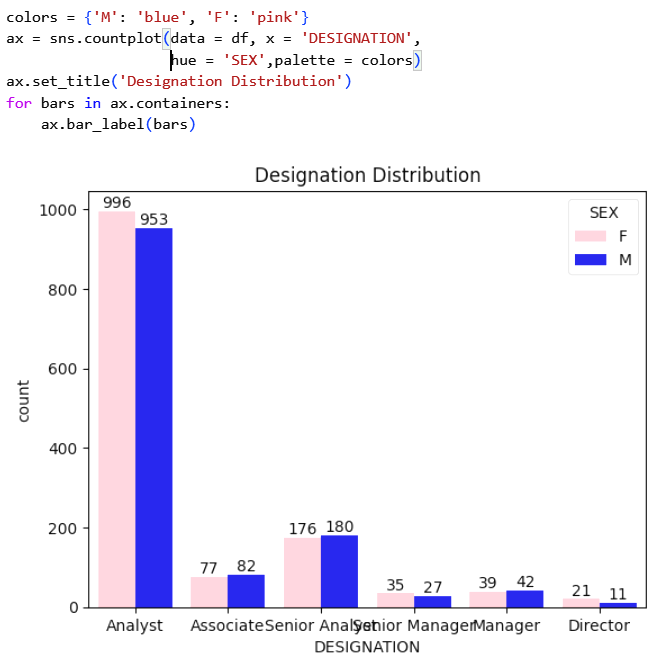 colors = {'M': 'blue', 'F': 'pink'}
ax = sns.countplot(data = df, x = 'DESIGNATION',
hue = 'SEX',palette = colors)
ax.set_title('Designation Distribution')
for bars in ax.containers:
ax.bar_label(bars)
Designation Distribution
996
953
SEX
F
M
1000
800
600
400
200
0
count
77
82
176
180
35
27
39
42
21
11
Analyst
Associate
Senior Analyst
Senior Manager
Manager
Director
DESIGNATION